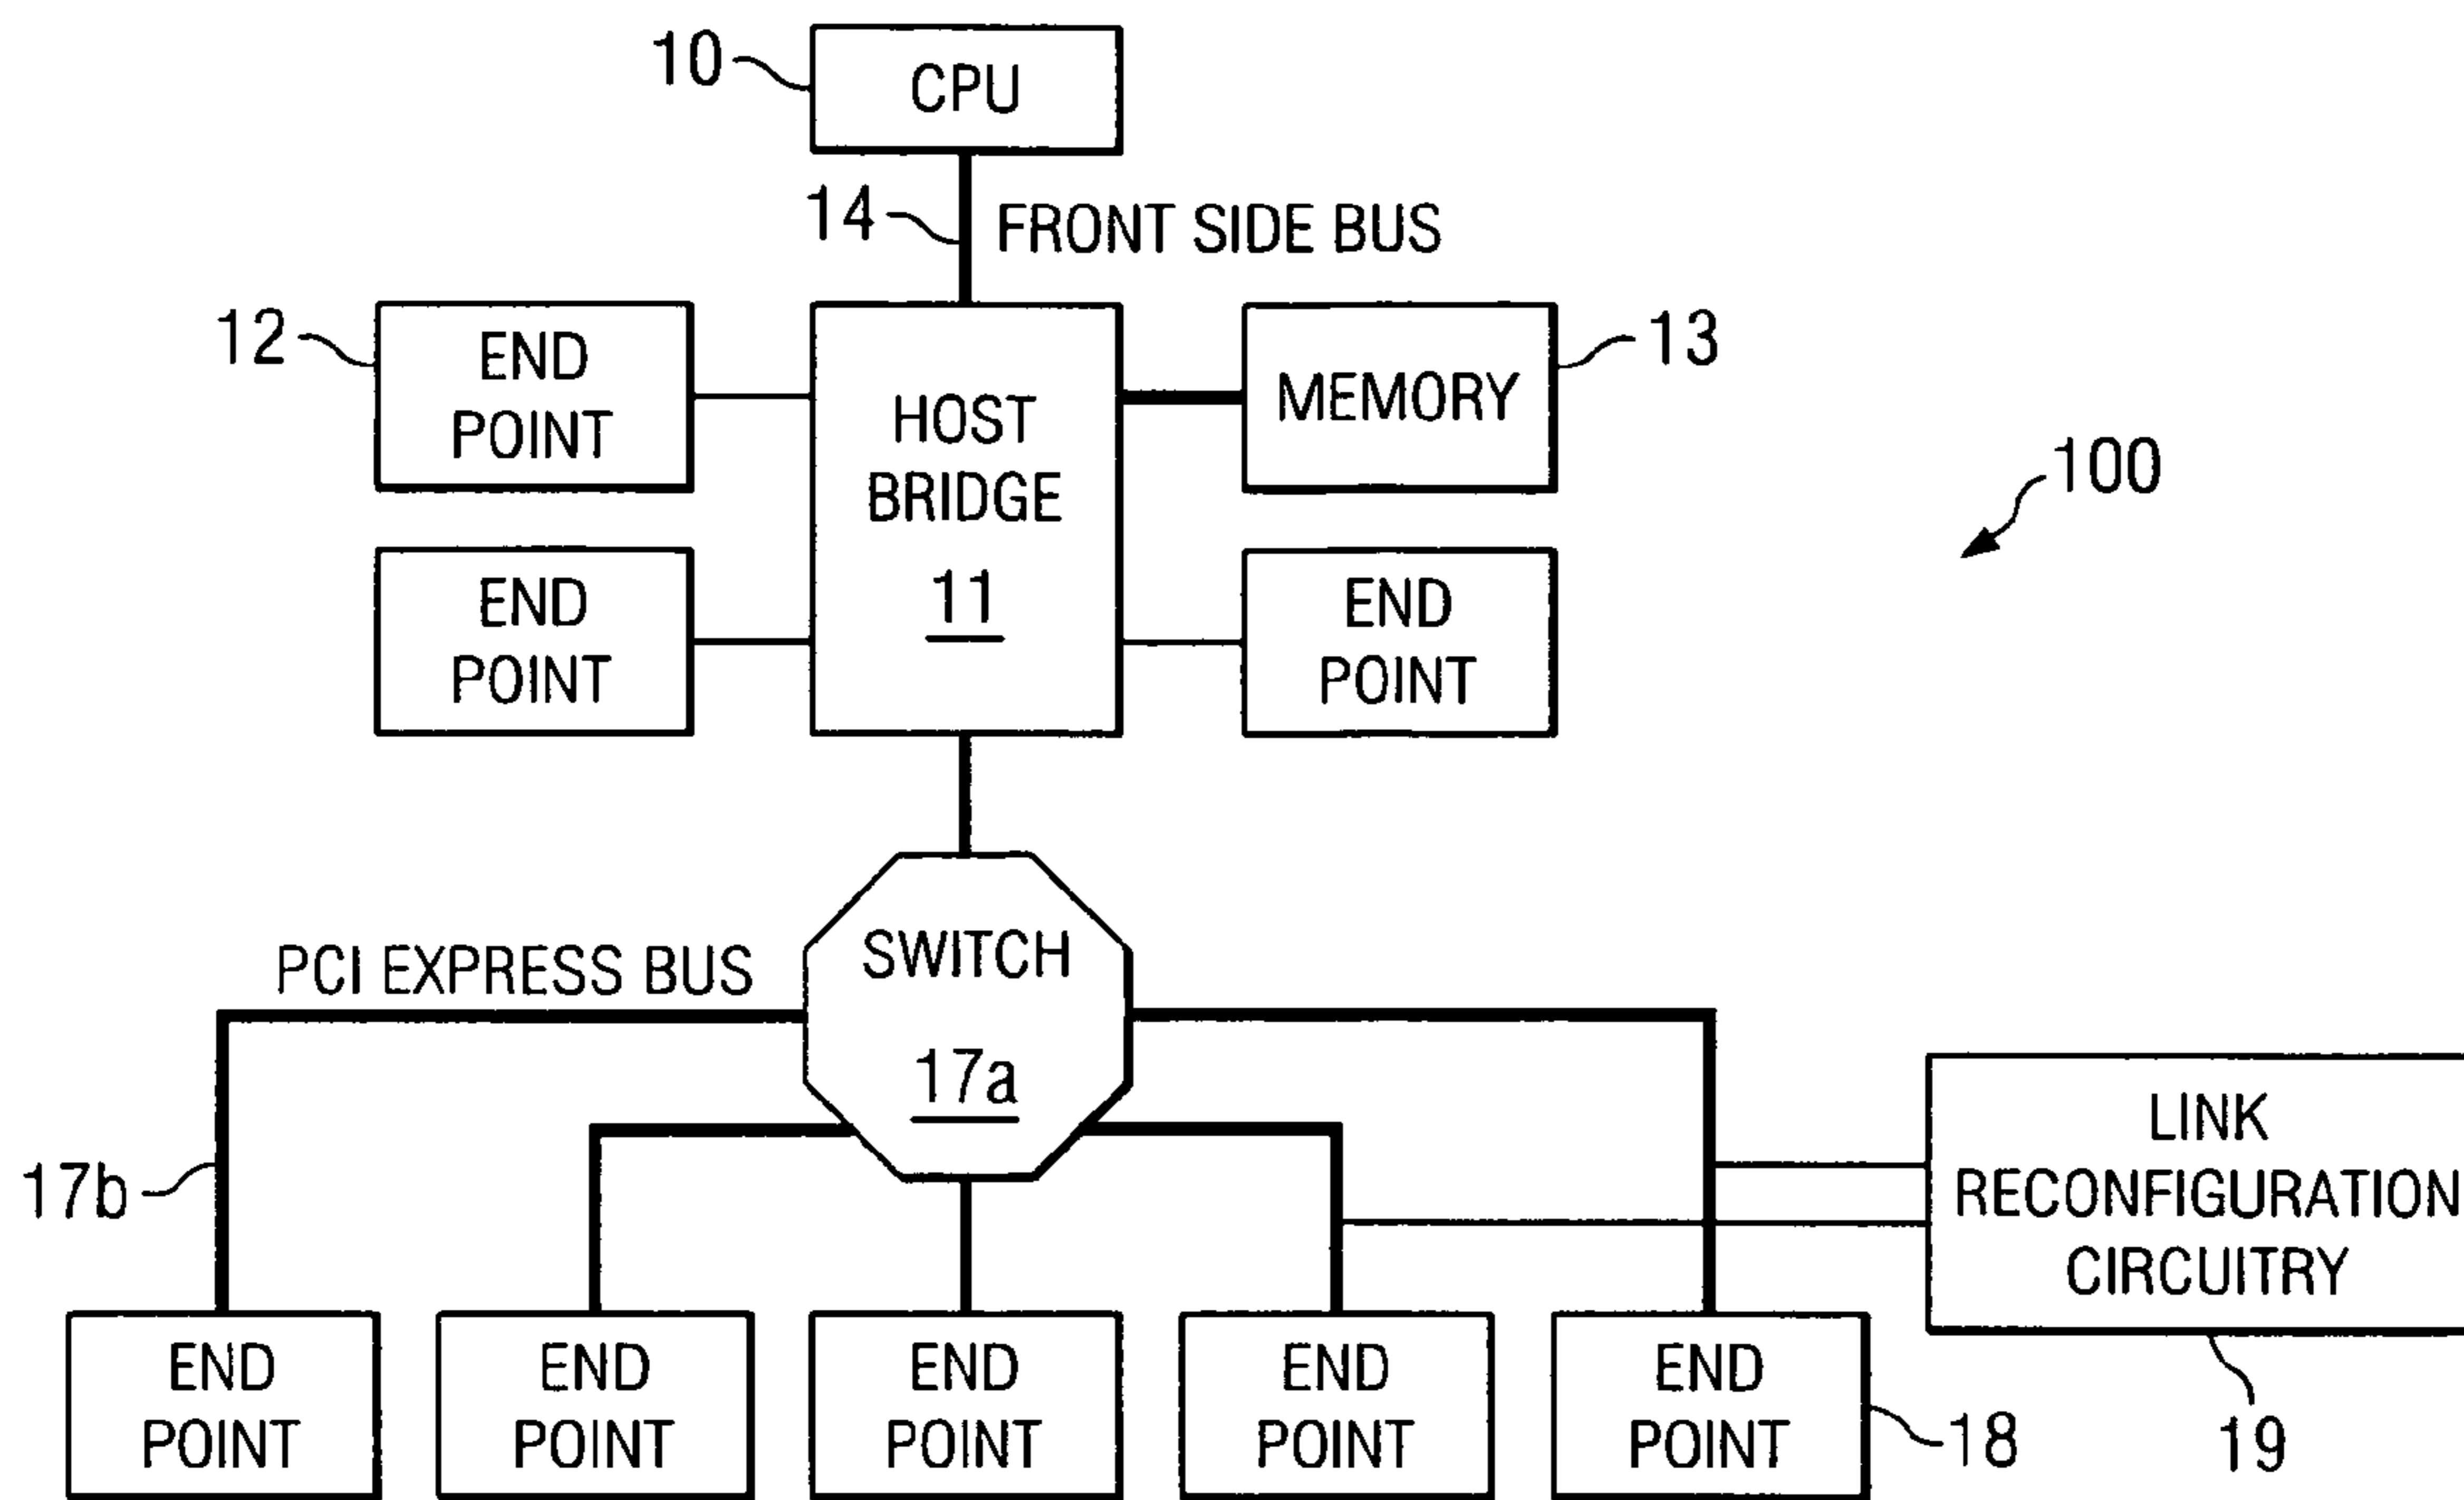 10
CPU
14
FRONT SIDE BUS
12
END
POINT
HOST
BRIDGE
11
MEMORY
13
100
END
POINT
END
POINT
PCI EXPRESS BUS
SWITCH
17a
17b
LINK
RECONFIGURATION
CIRCUITRY
END
POINT
END
POINT
END
POINT
END
POINT
END
POINT
18
19